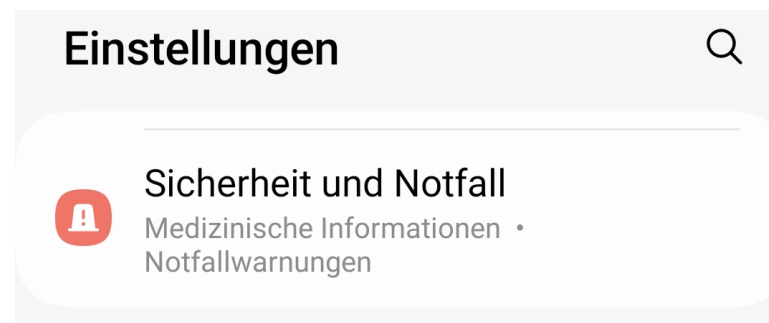 Einstellungen
Sicherheit und Notfall
Medizinische Informationen •
Notfallwarnungen